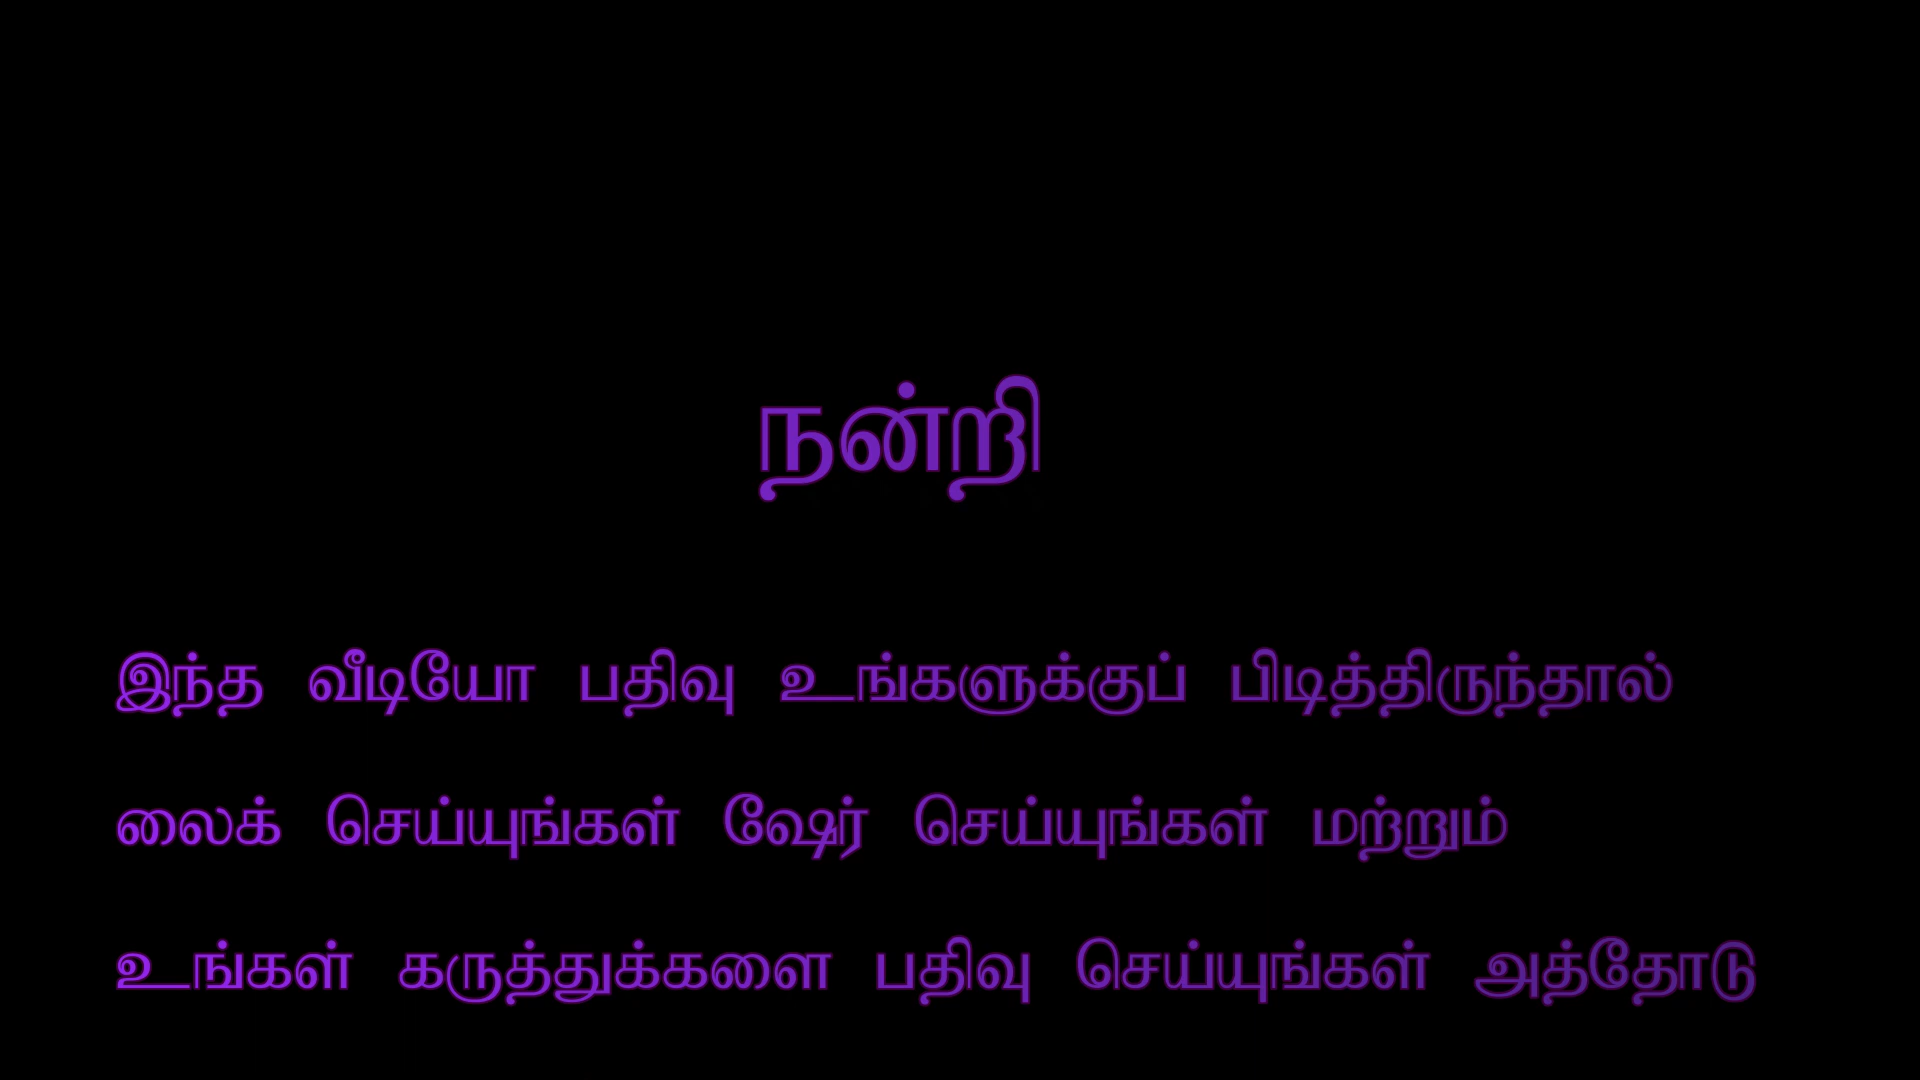 நன்றி
இந்த வீடியோ பதிவு உங்களுக்குப் பிடித்திருந்தால்
லைக் செய்யுங்கள் ஷேர் செய்யுங்கள் மற்றும்
உங்கள் கருத்துக்களை பதிவு செய்யுங்கள் அத்தோடு